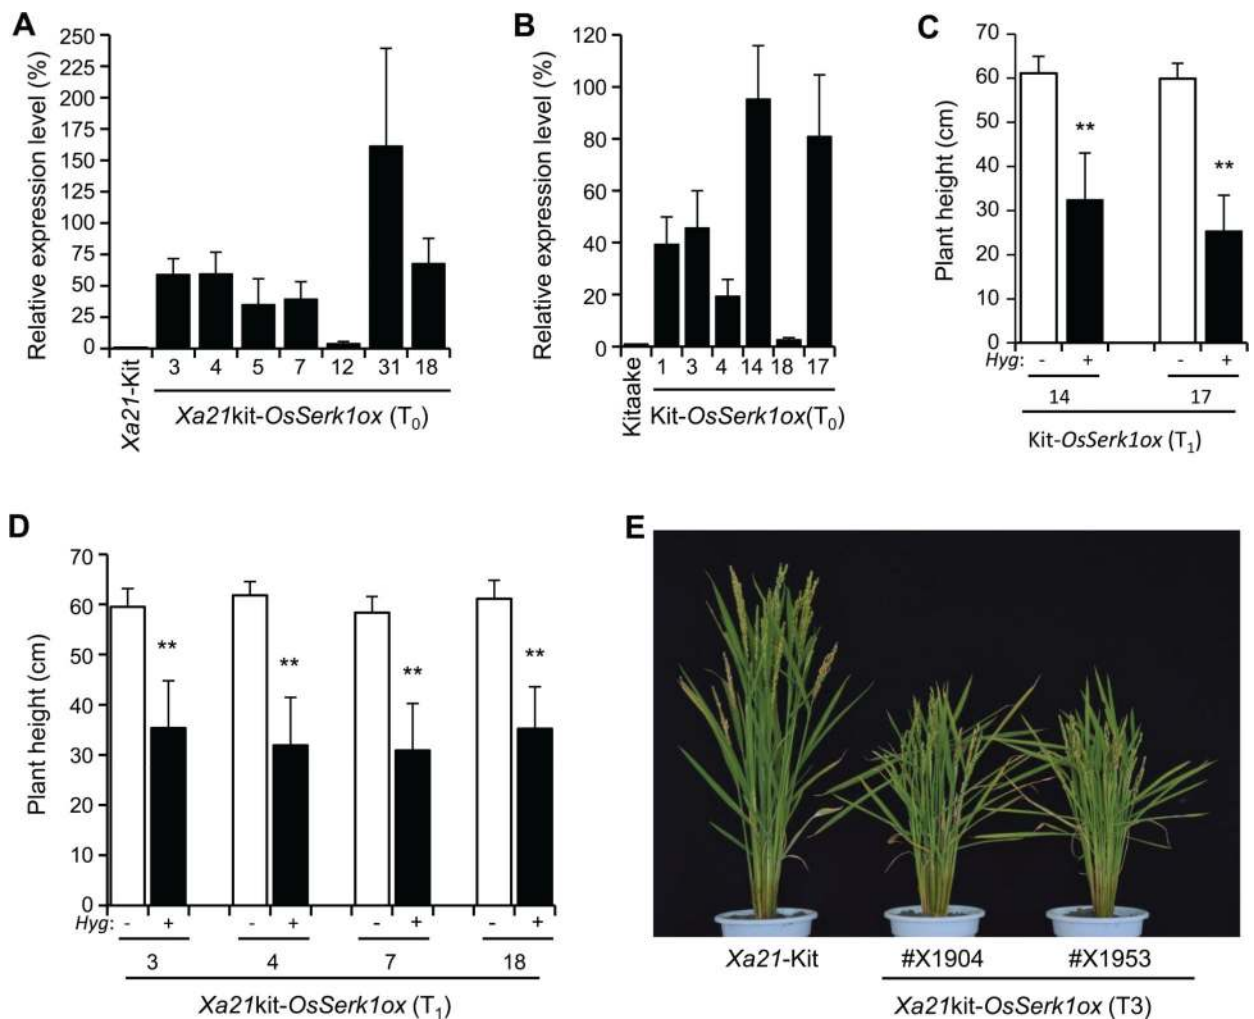 A
Relative expression level (%)
250
225
200
175
150
125
100
75
50
25
0
Xa21-Kit
3 4 5 7 12 31 18
Xa21kit-OsSerk1ox (T0)
B
Relative expression level (%)
120
100
80
60
40
20
0
Kitaake
1 3 4 14 18 17
Kit-OsSerk1ox(T0)
C
Plant height (cm)
60
60
50
40
30
20
10
0
** **
Hyg: - + - +
14 17
Kit-OsSerk1ox (T1)
D
Plant height (cm)
70
60
50
40
30
20
10
0
** ** ** **
Hyg: - + - + - + - +
3 4 7 18
Xa21kit-OsSerk1ox (T1)
E
Xa21-Kit #X1904 #X1953
Xa21kit-OsSerk1ox (T3)